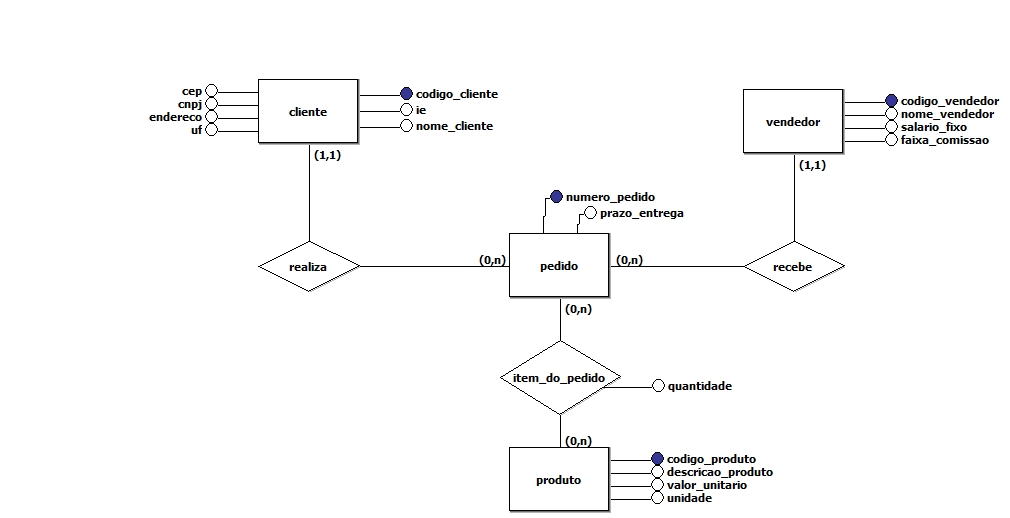 cep
cnpj
endereco
uf
cliente
codigo_cliente
ie
nome_cliente
(1,1)
vendedor
codigo_vendedor
nome_vendedor
salario_fixo
faixa_comissao
(1,1)
numero_pedido
prazo_entrega
realiza
(0,n)
pedido
(0,n)
recebe
(0,n)
item_do_pedido
quantidade
(0,n)
produto
codigo_produto
descricao_produto
valor_unitario
unidade